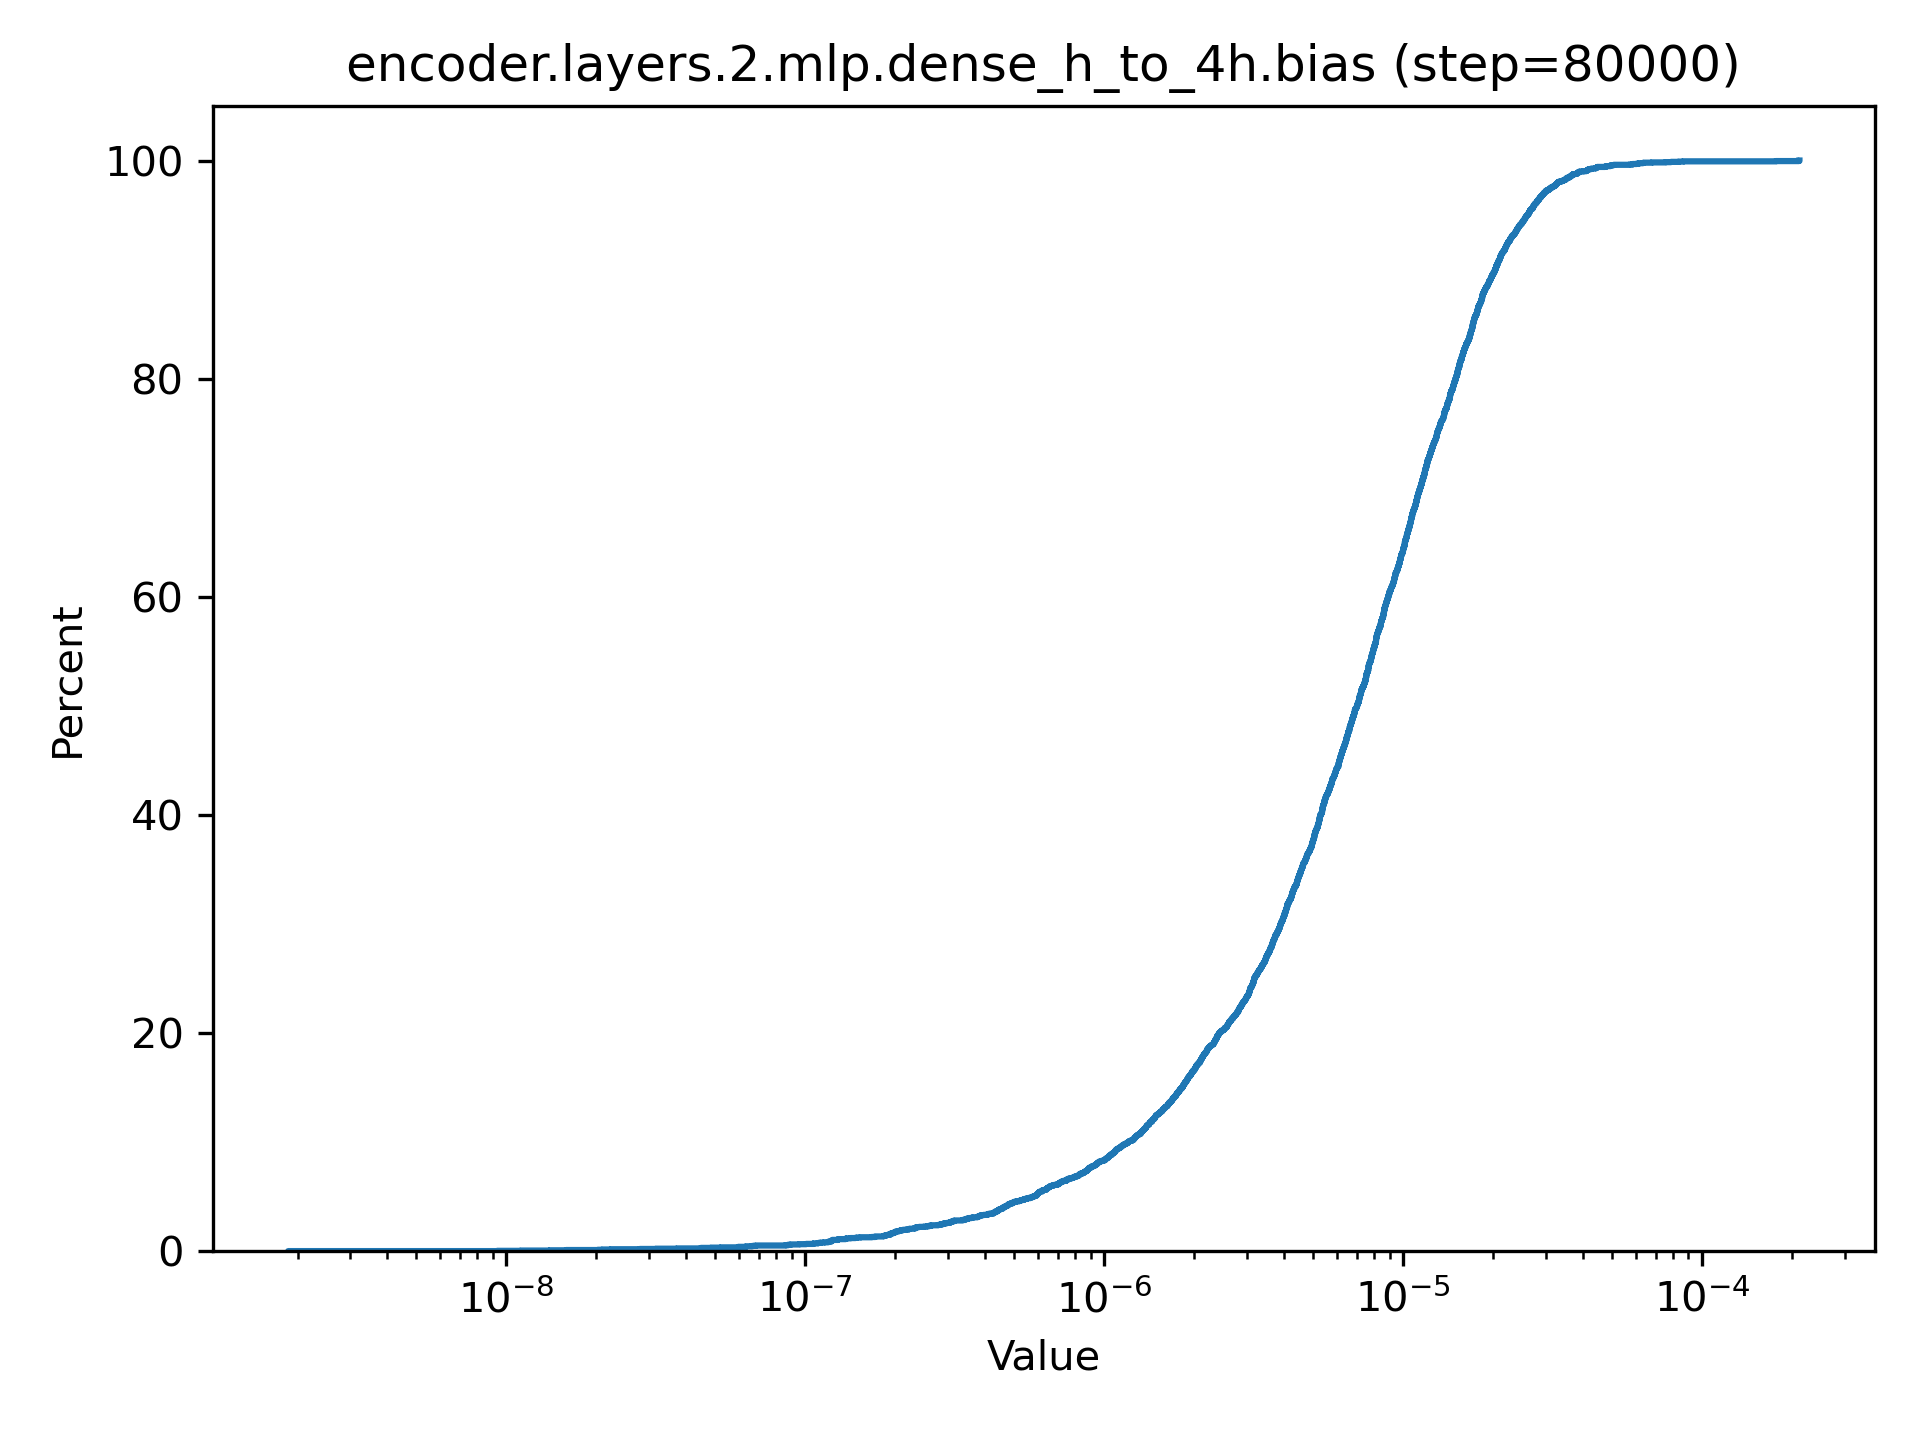 encoder.layers.2.mlp.dense_h_to_4h.bias (step=80000)
100
80
60
40
20
0
Percent
10⁻⁸ 10⁻⁷ 10⁻⁶ 10⁻⁵ 10⁻⁴
Value